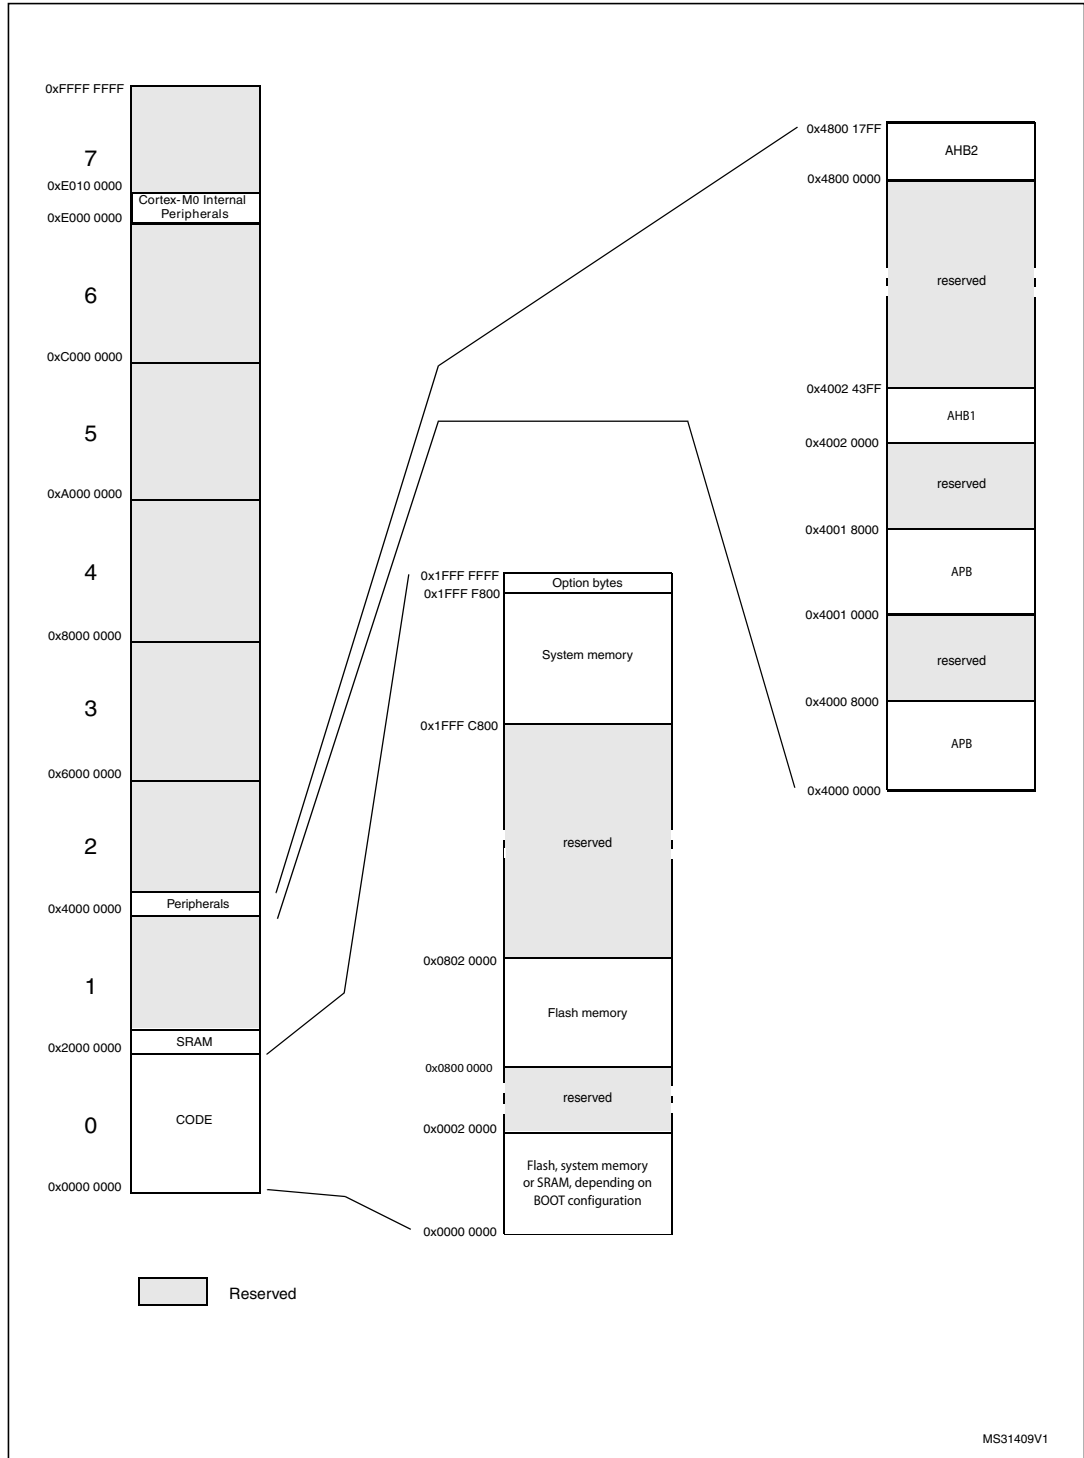 0xFFFF FFFF
7
0xE010 0000
Cortex-M0 Internal
Peripherals
0xE000 0000
6
0xC000 0000
5
0xA000 0000
4
0x8000 0000
3
0x6000 0000
2
Peripherals
0x4000 0000
1
SRAM
0x2000 0000
CODE
0
0x0000 0000
0x1FFF FFFF
Option bytes
0x1FFF F800
System memory
0x1FFF C800
reserved
0x0802 0000
Flash memory
0x0800 0000
reserved
0x0002 0000
Flash, system memory
or SRAM, depending on
BOOT configuration
0x0000 0000
0x4800 17FF
AHB2
0x4800 0000
reserved
0x4002 43FF
AHB1
0x4002 0000
reserved
0x4001 8000
APB
0x4001 0000
reserved
0x4000 8000
APB
0x4000 0000
Reserved
MS31409V1